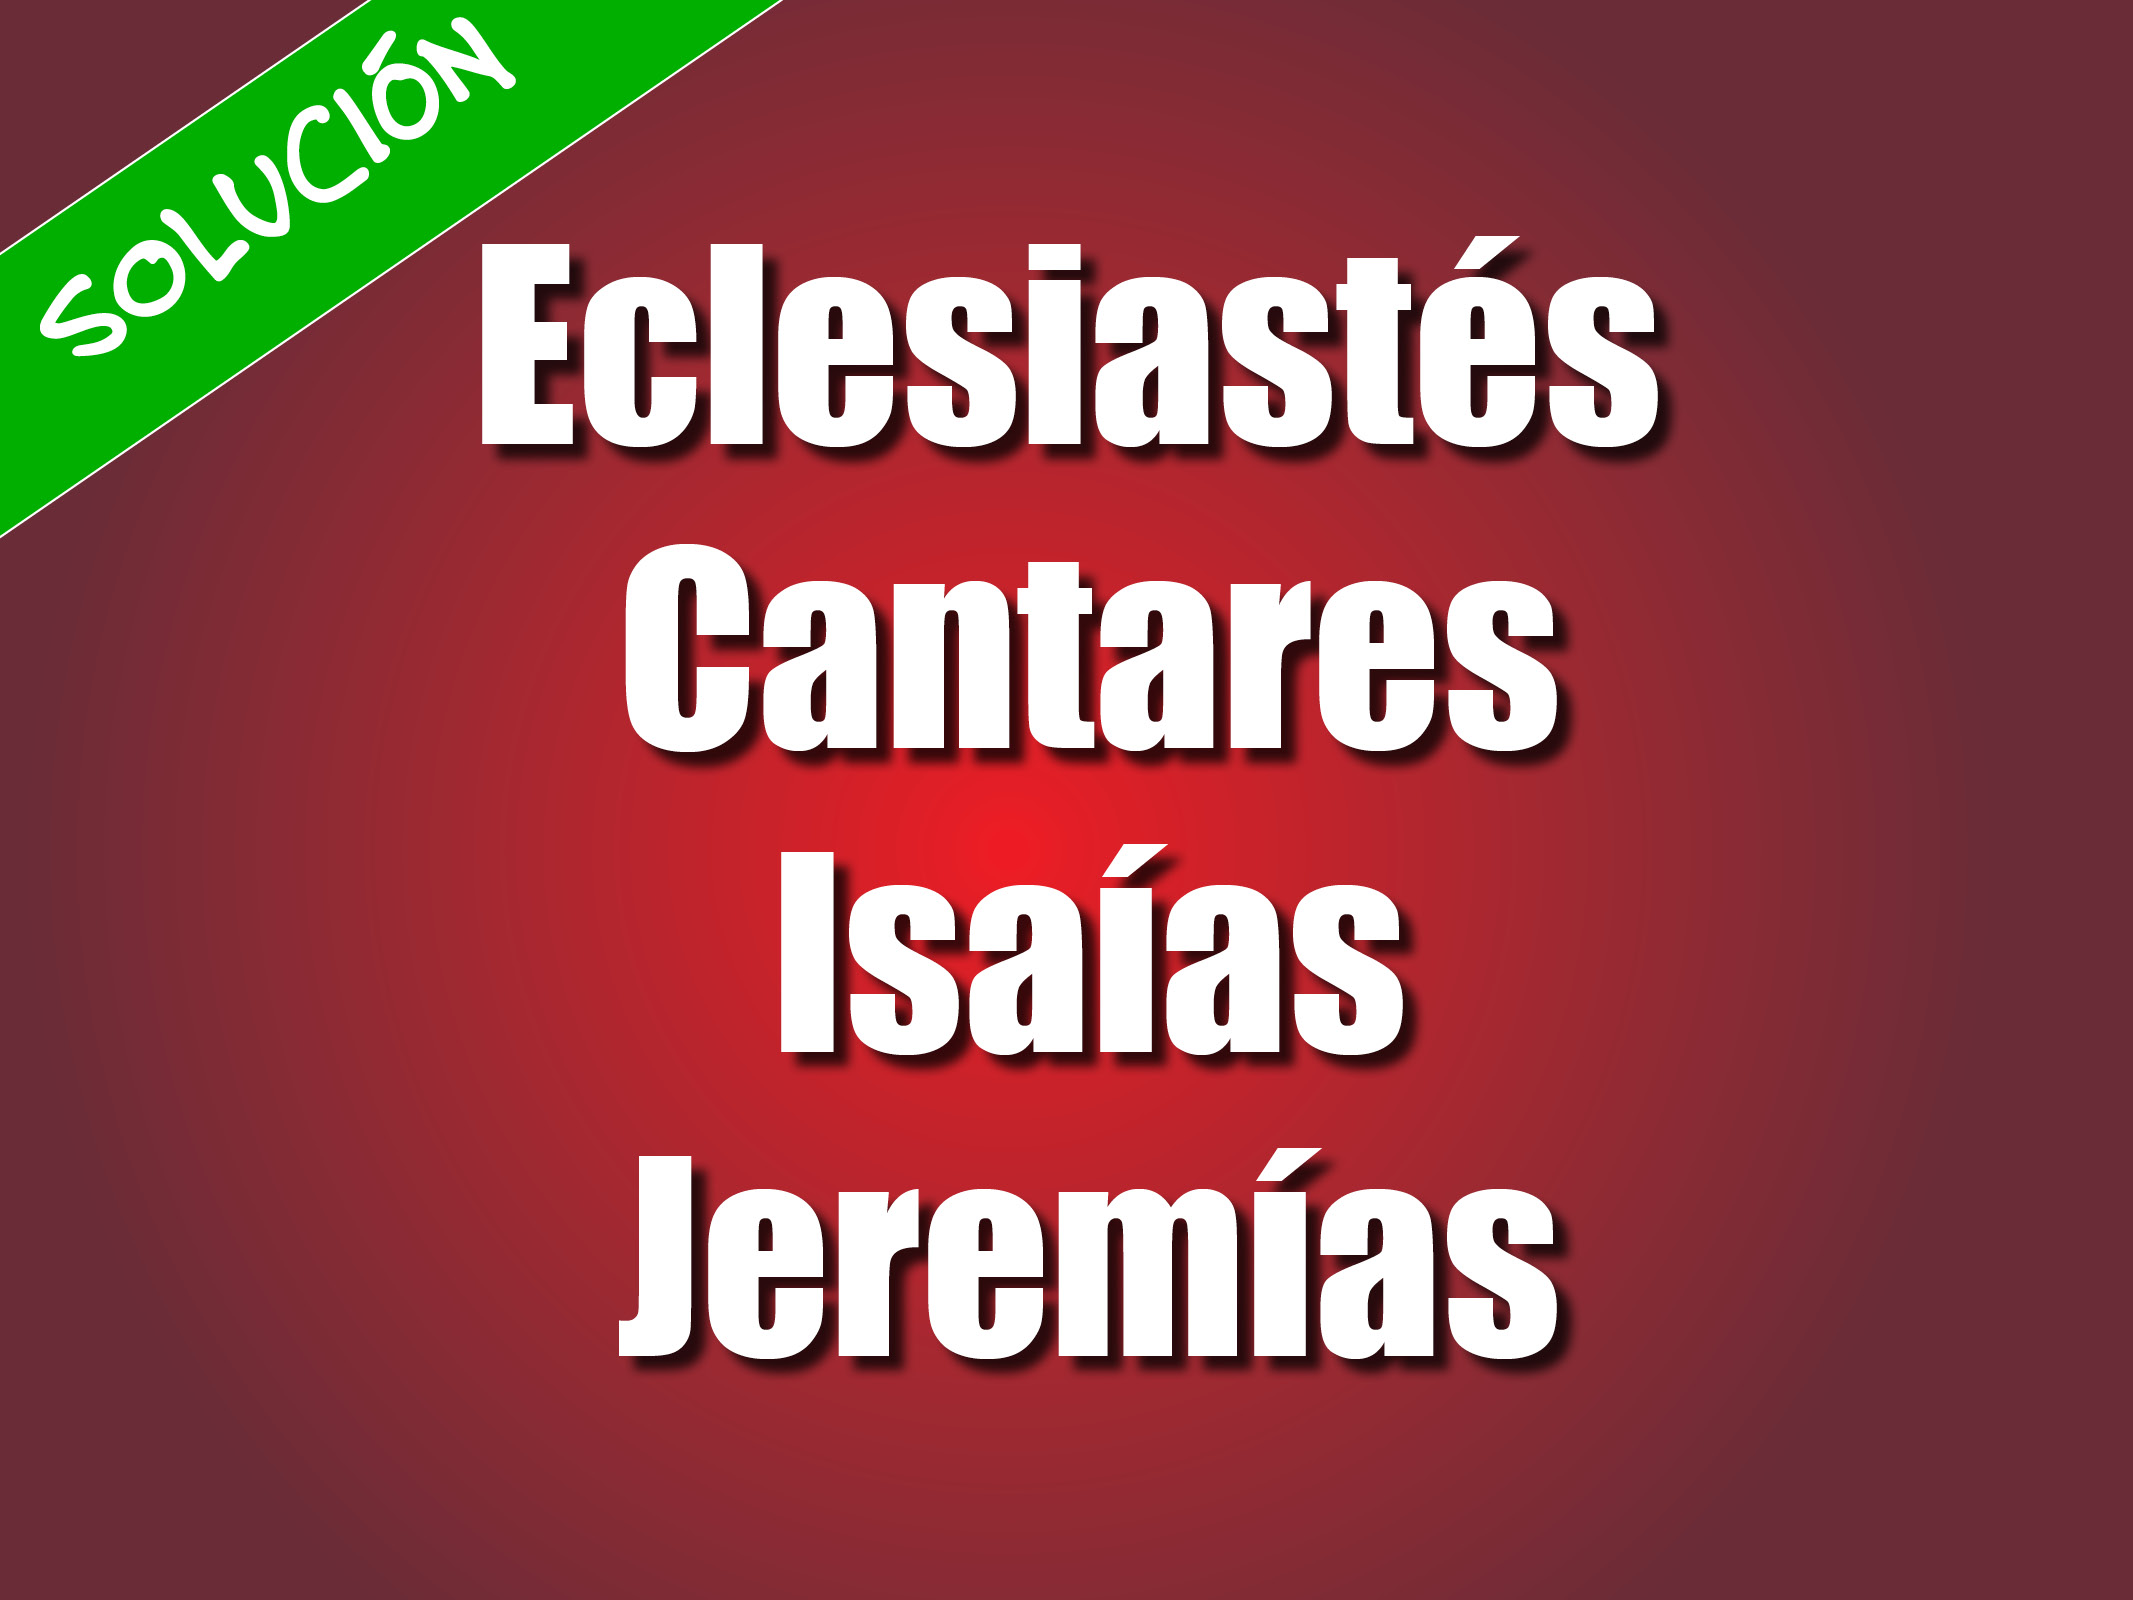 SOLUCIÓN
Eclesiastés
Cantares
Isaías
Jeremías